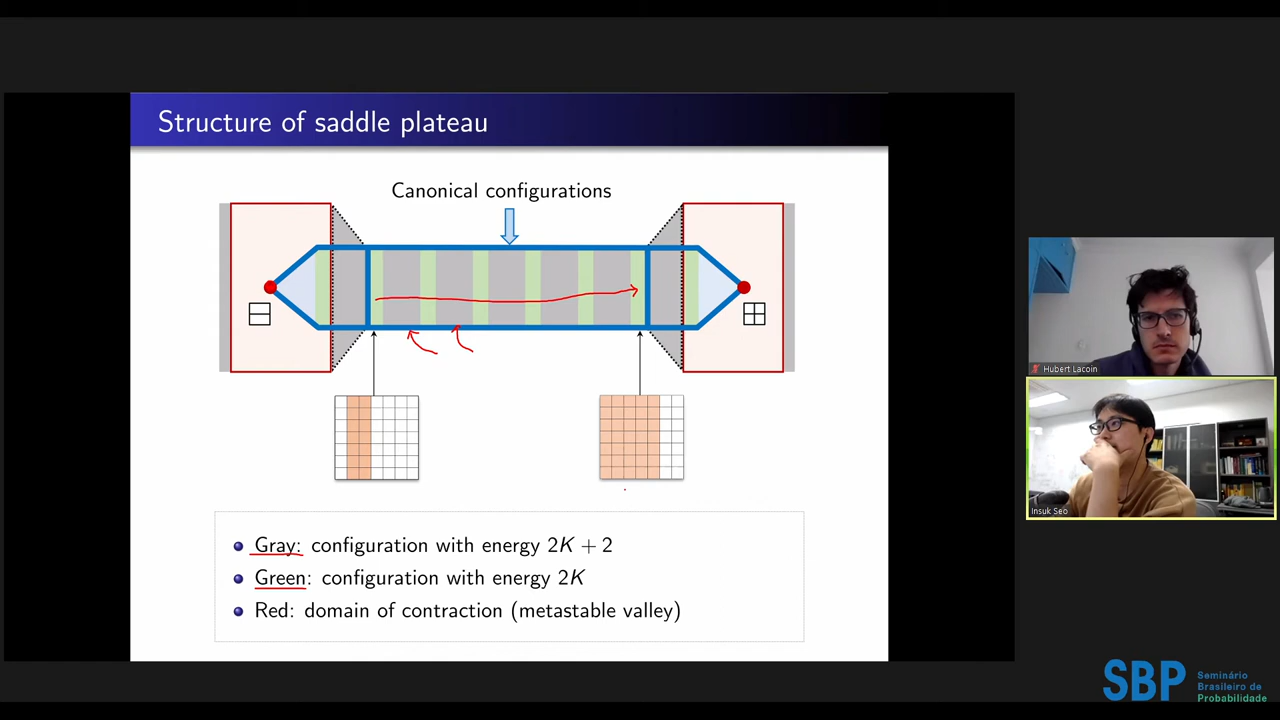 Structure of saddle plateau
Canonical configurations
Gray: configuration with energy 2K + 2
Green: configuration with energy 2K
Red: domain of contraction (metastable valley)
Hubert Lacoin
Insuk Seo
SBP
Seminário
Brasileiro de
Probabilidade